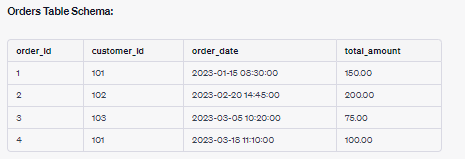 Orders Table Schema:
order_id customer_id order_date total_amount
1 101 2023-01-15 08:30:00 150.00
2 102 2023-02-20 14:45:00 200.00
3 103 2023-03-05 10:20:00 75.00
4 101 2023-03-18 11:10:00 100.00